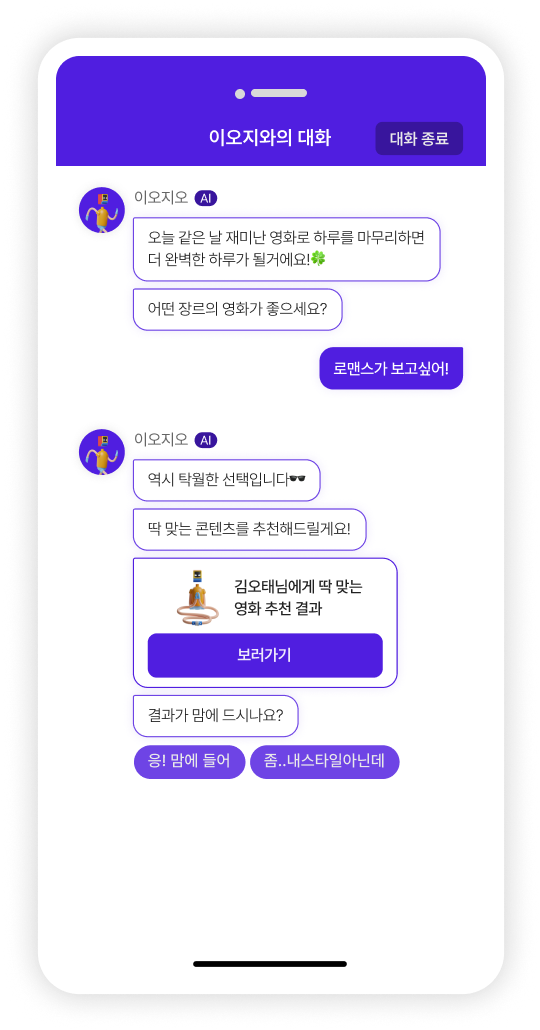 이오지와의 대화
대화 종료
이오지오 AI
오늘 같은 날 재미난 영화로 하루를 마무리하면
더 완벽한 하루가 될거에요!🍀
어떤 장르의 영화가 좋으세요?
로맨스가 보고싶어!
이오지오 AI
역시 탁월한 선택입니다🕶️
딱 맞는 콘텐츠를 추천해드릴게요!
김오태님에게 딱 맞는
영화 추천 결과
보러가기
결과가 맘에 드시나요?
응! 맘에 들어
좀..내스타일아닌데